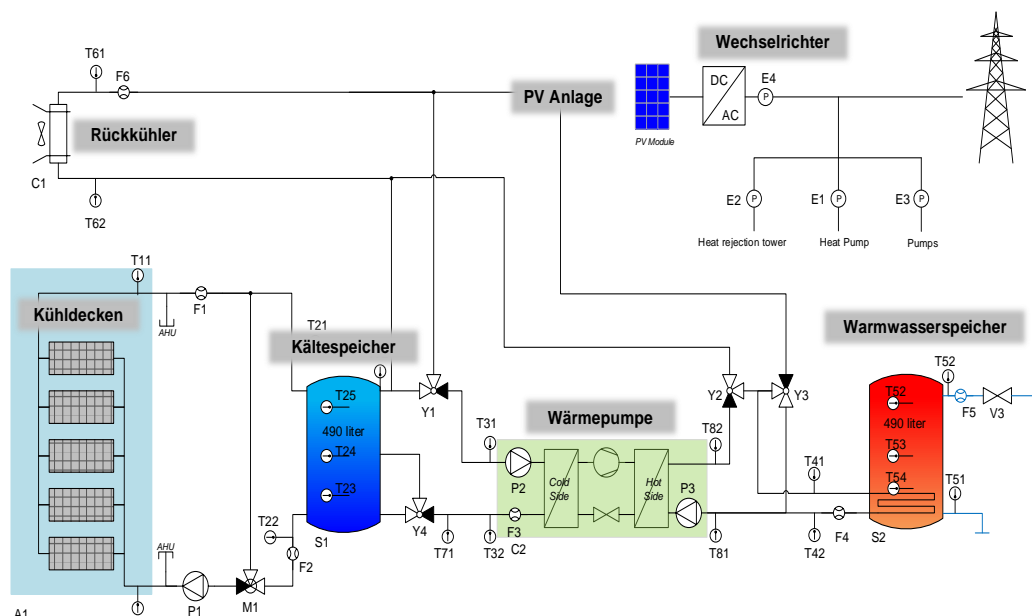 Wechselrichter
T61
F6
DC
AC
E4
P
PV Anlage
PV Module
Rückkühler
C1
T62
E2
P
E1
P
E3
P
Heat rejection tower
Heat Pump
Pumps
T11
Kühldecken
AHU
F1
T21
Kältespeicher
Warmwasserspeicher
T52
T25
490 liter
T24
T23
Y1
Y2
Y3
T52
490 liter
T53
T54
F5
V3
Wärmepumpe
T31
T82
P2
Cold
Side
Hot
Side
P3
T41
T51
T22
F2
S1
Y4
T71
T32
F3
C2
T81
T42
F4
S2
AHU
P1
M1
A1